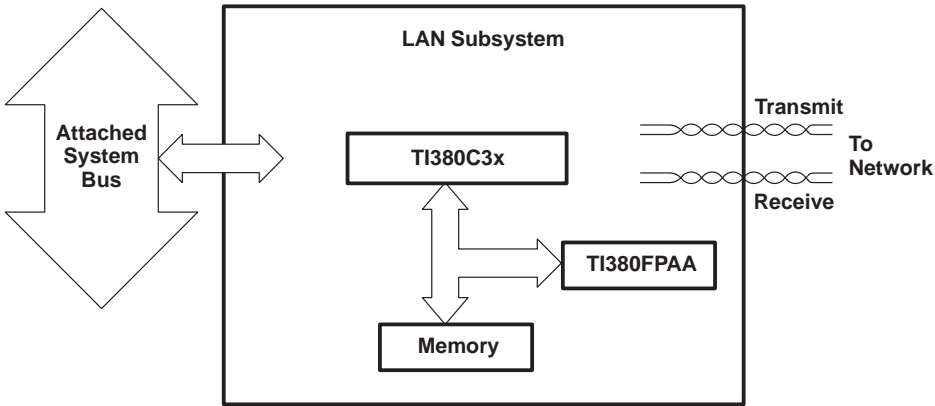 LAN Subsystem
Attached
System
Bus
TI380C3x
Transmit
To
Network
Receive
TI380FPAA
Memory